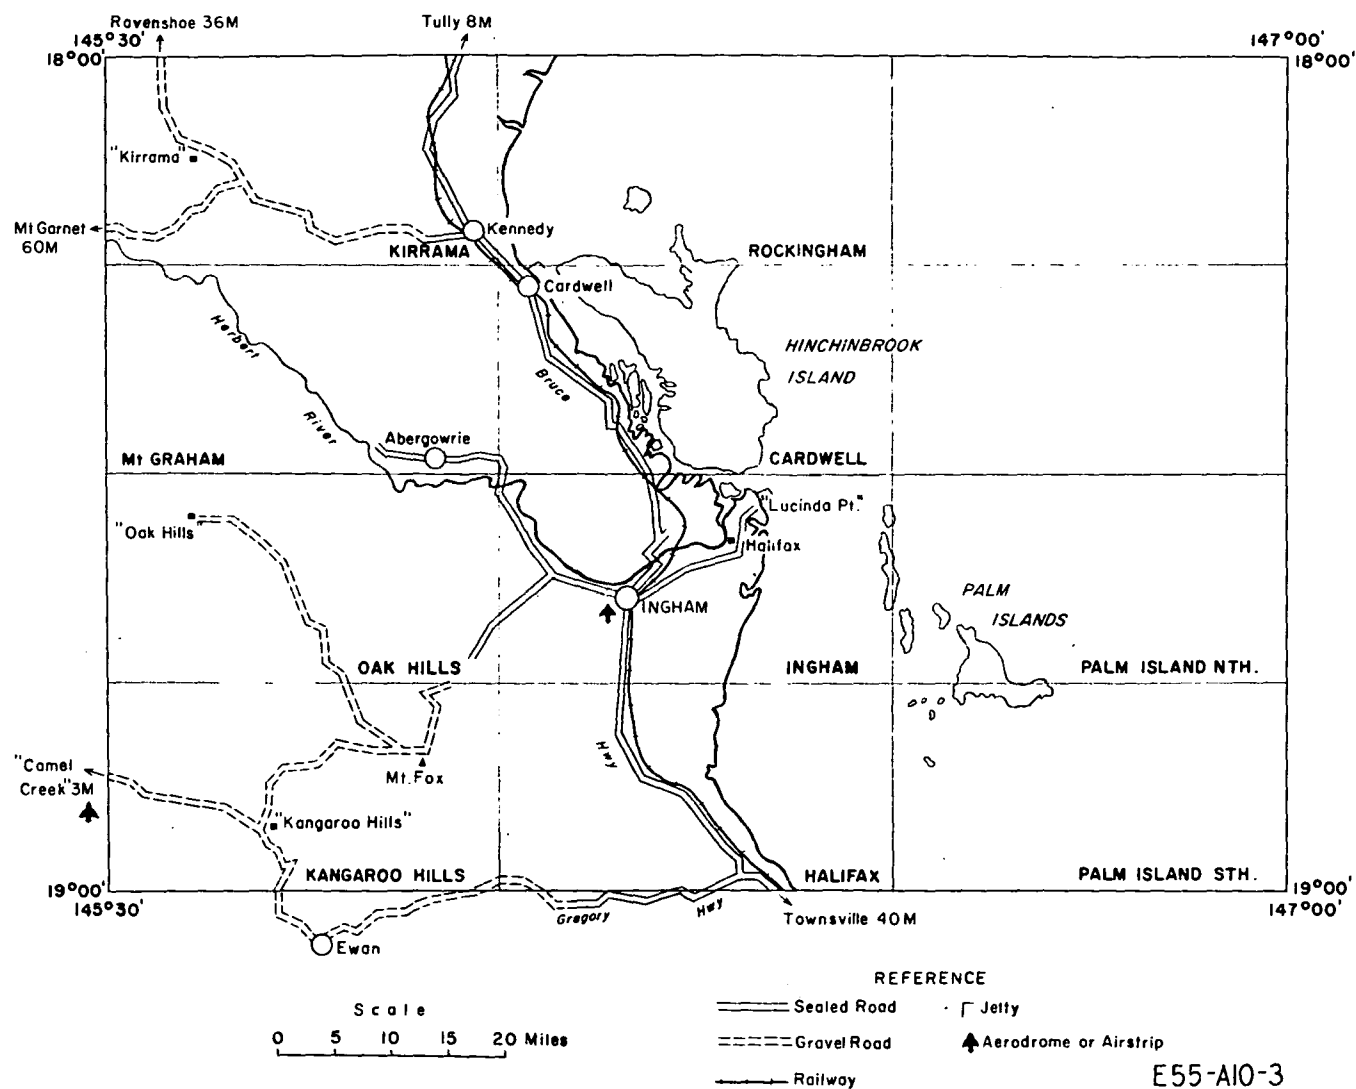 Ravenshoe 36M
Tully 8M
145°30'
147°00'
18°00'
18°00'
"Kirrama"
Mt Garnet
60M
Kennedy
KIRRAMA
ROCKINGHAM
Cardwell
Herbert
River
HINCHINBROOK
ISLAND
Bruce
Abergowrie
Mt GRAHAM
CARDWELL
"Lucinda Pt."
"Oak Hills"
Halifax
INGHAM
PALM
ISLANDS
OAK HILLS
INGHAM
PALM ISLAND NTH.
"Camel
Creek" 3M
Mt. Fox
Hwy
"Kangaroo Hills"
KANGAROO HILLS
HALIFAX
PALM ISLAND STH.
19°00'
19°00'
145°30'
147°00'
Gregory
Hwy
Townsville 40M
Ewan
REFERENCE
Scale
0 5 10 15 20 Miles
Sealed Road
Jetty
Gravel Road
Aerodrome or Airstrip
Railway
E55-A10-3